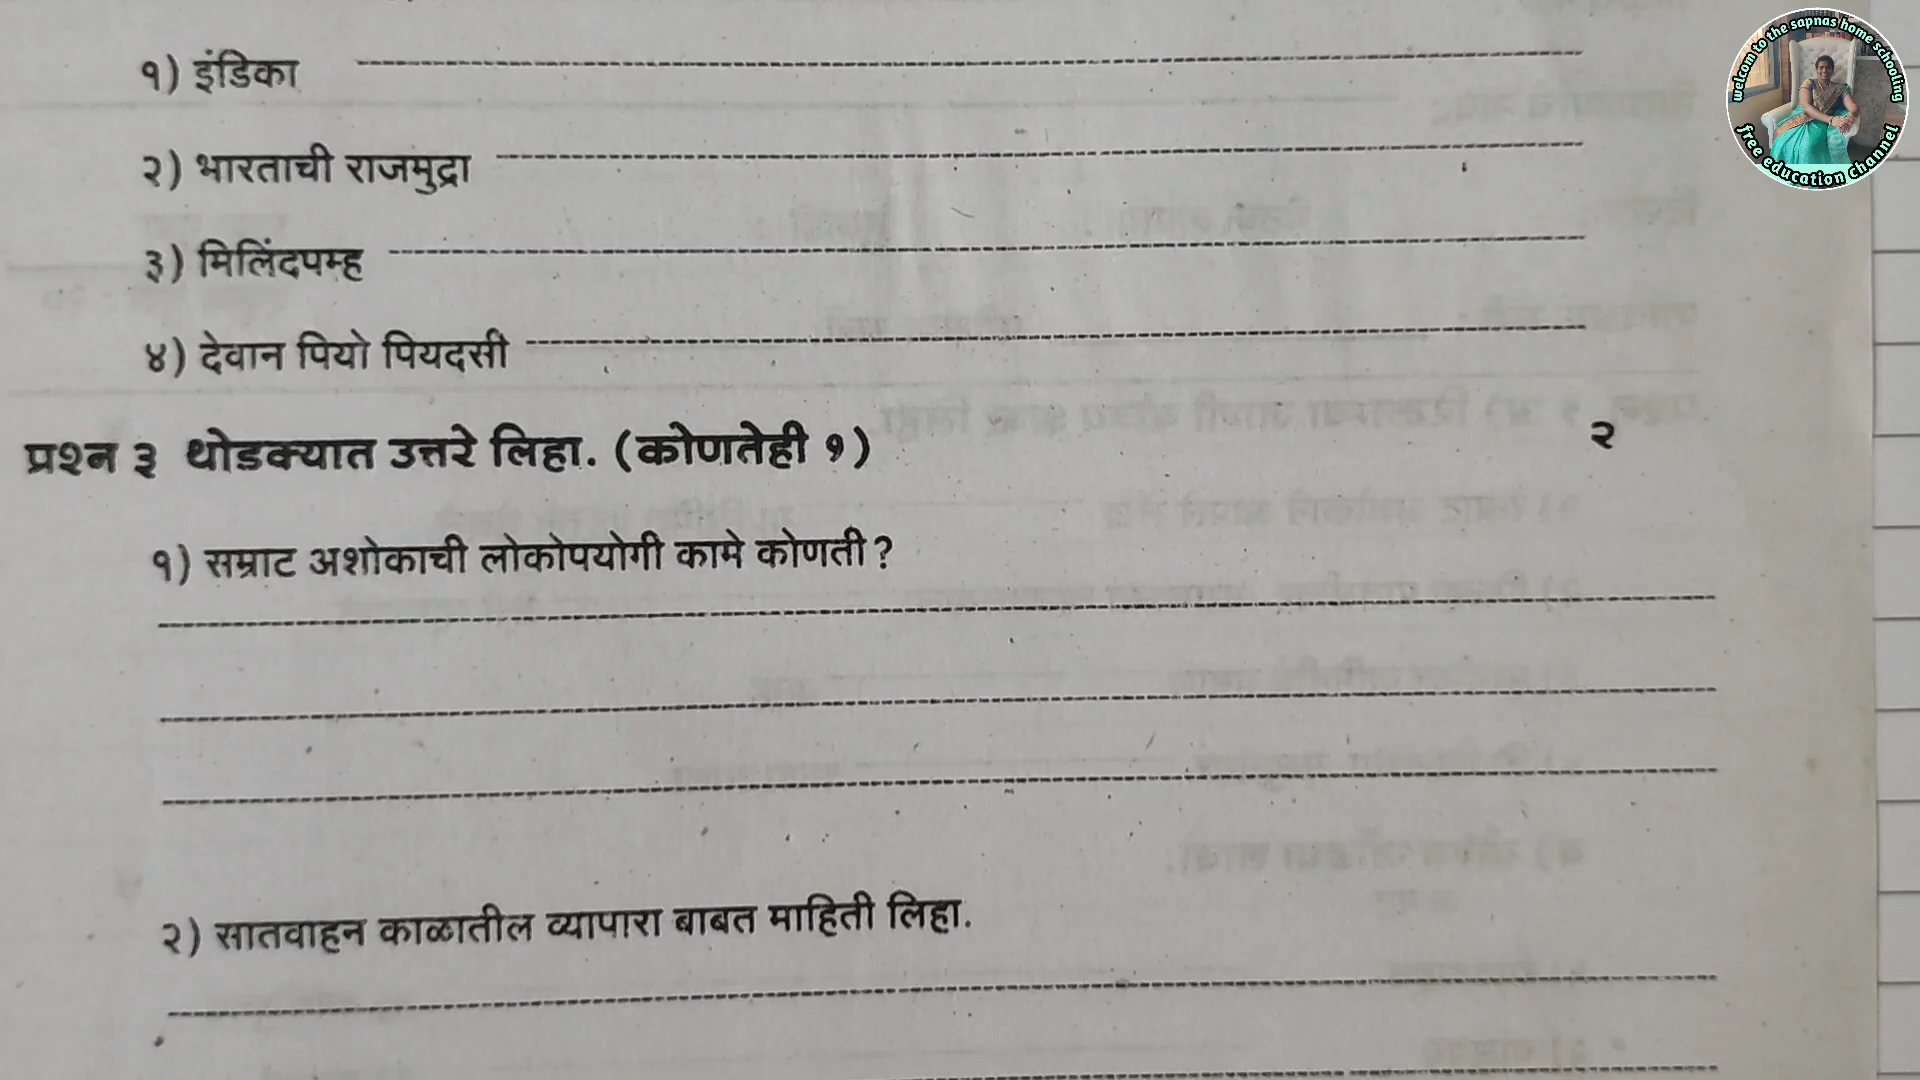 १) इंडिका
२) भारताची राजमुद्रा
३) मिलिंदपम्ह
४) देवान पियो पियदसी
प्रश्न ३ थोडक्यात उत्तरे लिहा. (कोणतेही १) २
१) सम्राट अशोकाची लोकोपयोगी कामे कोणती?
२) सातवाहन काळातील व्यापारा बाबत माहिती लिहा.
welcom to the sapnas home schooling
free education channel